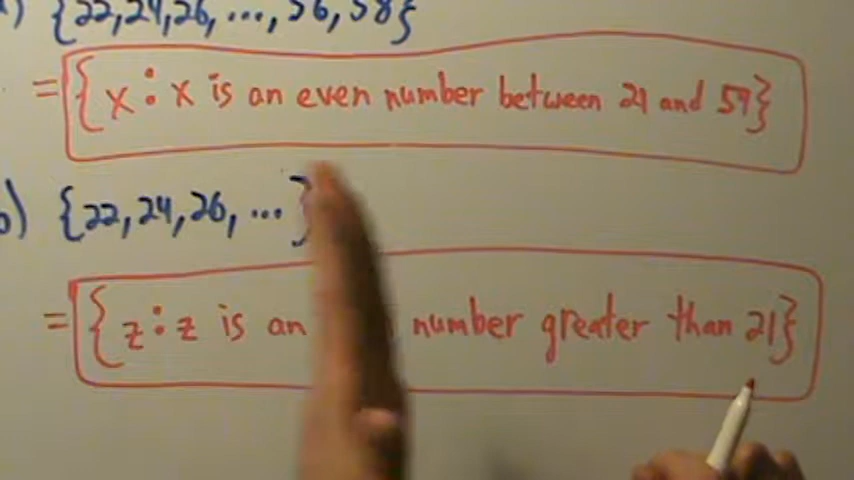 ) {22,24,26, ..., 56, 58}
= {x : x is an even number between 21 and 59}
b) {22,24,26, ... }
= {z : z is an number greater than 21}